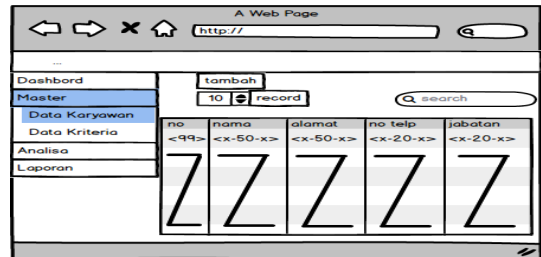 A Web Page
http://
...
Dashbord
Master
Data Karyawan
Data Kriteria
Analisa
Laporan
tambah
10 record
search
no nama alamat no telp jabatan
<99> <x-50-x> <x-50-x> <x-20-x> <x-20-x>